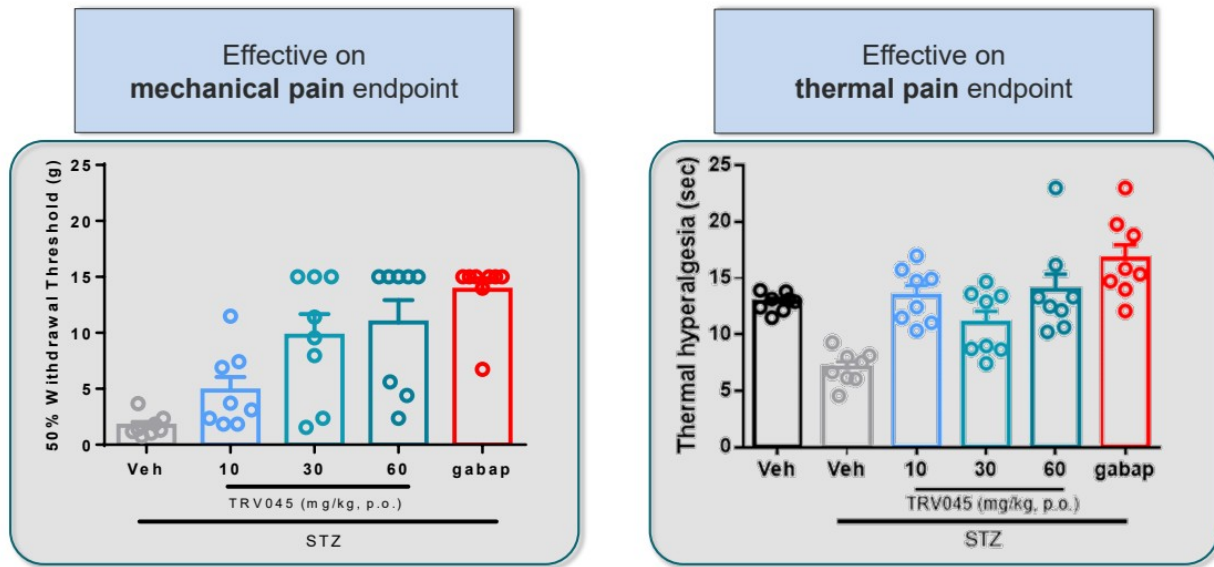 Effective on
mechanical pain endpoint
50% Withdrawal Threshold (g)
25
20
15
10
5
0
Veh 10 30 60 gabap
TRV045 (mg/kg, p.o.)
STZ
Effective on
thermal pain endpoint
Thermal hyperalgesia (sec)
25
20
15
10
5
0
Veh Veh 10 30 60 gabap
TRV045 (mg/kg, p.o.)
STZ